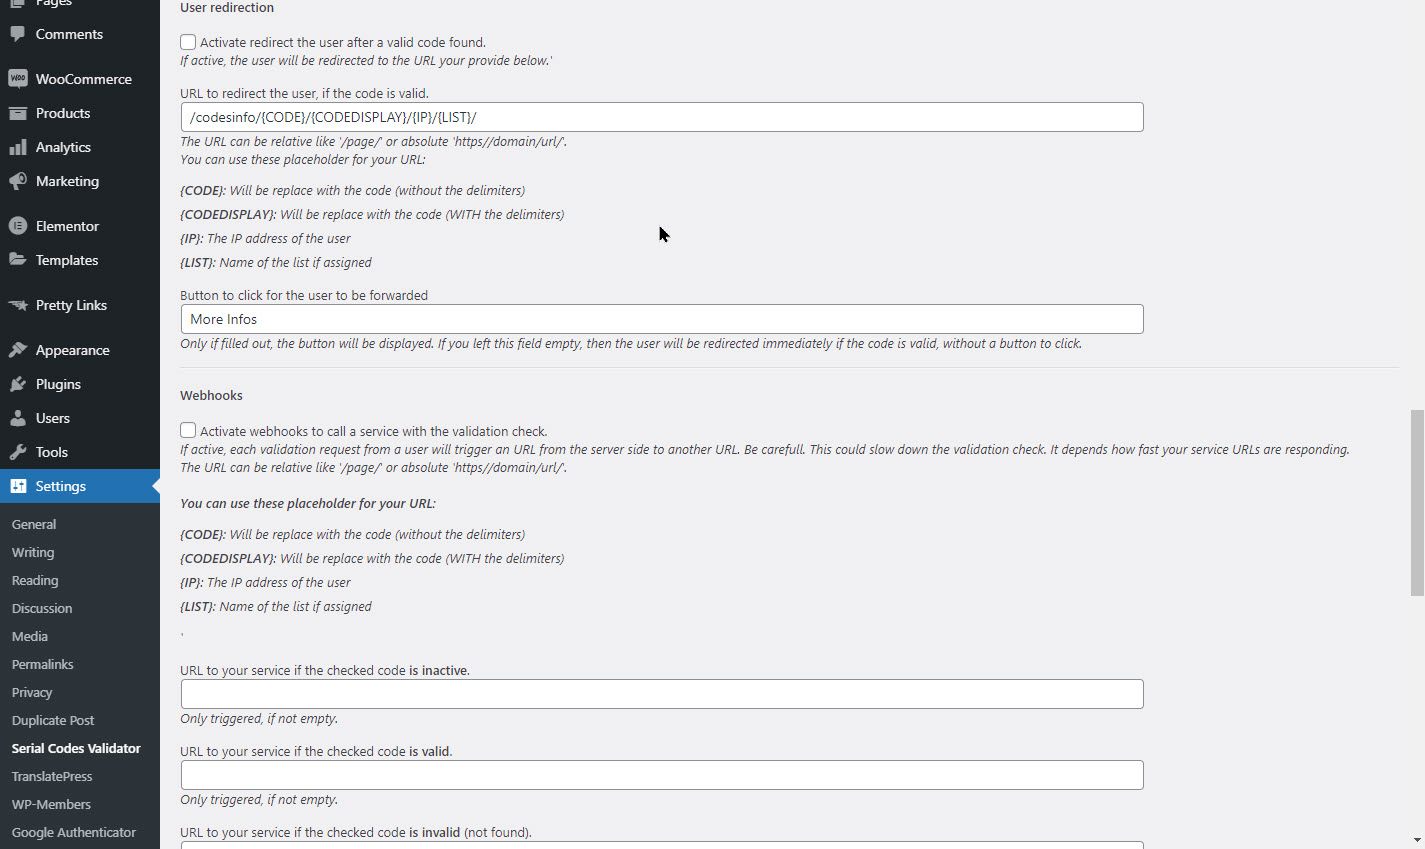 Pages
Comments
WooCommerce
Products
Analytics
Marketing
Elementor
Templates
Pretty Links
Appearance
Plugins
Users
Tools
Settings
General
Writing
Reading
Discussion
Media
Permalinks
Privacy
Duplicate Post
Serial Codes Validator
TranslatePress
WP-Members
Google Authenticator
User redirection
Activate redirect the user after a valid code found.
If active, the user will be redirected to the URL your provide below.'
URL to redirect the user, if the code is valid.
/codesinfo/{CODE}/{CODEDISPLAY}/{IP}/{LIST}/
The URL can be relative like '/page/' or absolute 'https//domain/url/'.
You can use these placeholder for your URL:
{CODE}: Will be replace with the code (without the delimiters)
{CODEDISPLAY}: Will be replace with the code (WITH the delimiters)
{IP}: The IP address of the user
{LIST}: Name of the list if assigned
Button to click for the user to be forwarded
More Infos
Only if filled out, the button will be displayed. If you left this field empty, then the user will be redirected immediately if the code is valid, without a button to click.
Webhooks
Activate webhooks to call a service with the validation check.
If active, each validation request from a user will trigger an URL from the server side to another URL. Be carefull. This could slow down the validation check. It depends how fast your service URLs are responding.
The URL can be relative like '/page/' or absolute 'https//domain/url/'.
You can use these placeholder for your URL:
{CODE}: Will be replace with the code (without the delimiters)
{CODEDISPLAY}: Will be replace with the code (WITH the delimiters)
{IP}: The IP address of the user
{LIST}: Name of the list if assigned
'
URL to your service if the checked code is inactive.
Only triggered, if not empty.
URL to your service if the checked code is valid.
Only triggered, if not empty.
URL to your service if the checked code is invalid (not found).